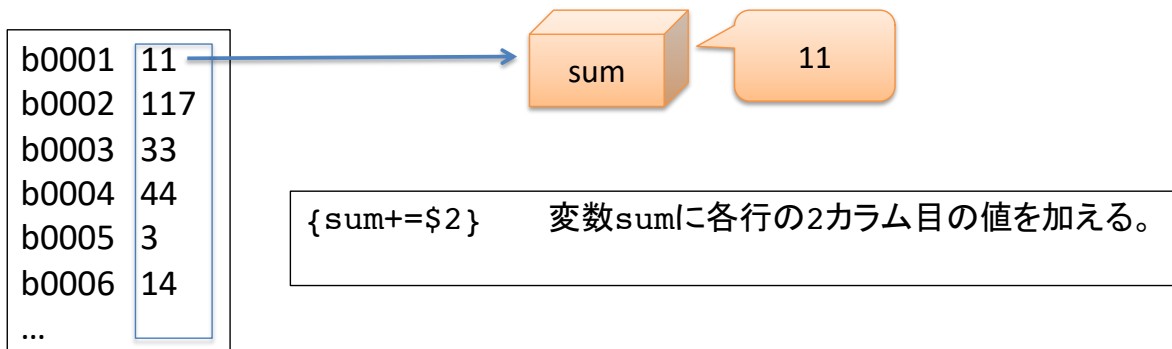 b0001 11
b0002 117
b0003 33
b0004 44
b0005 3
b0006 14
...
sum
11
{sum+=$2} 変数sumに各行の2カラム目の値を加える。